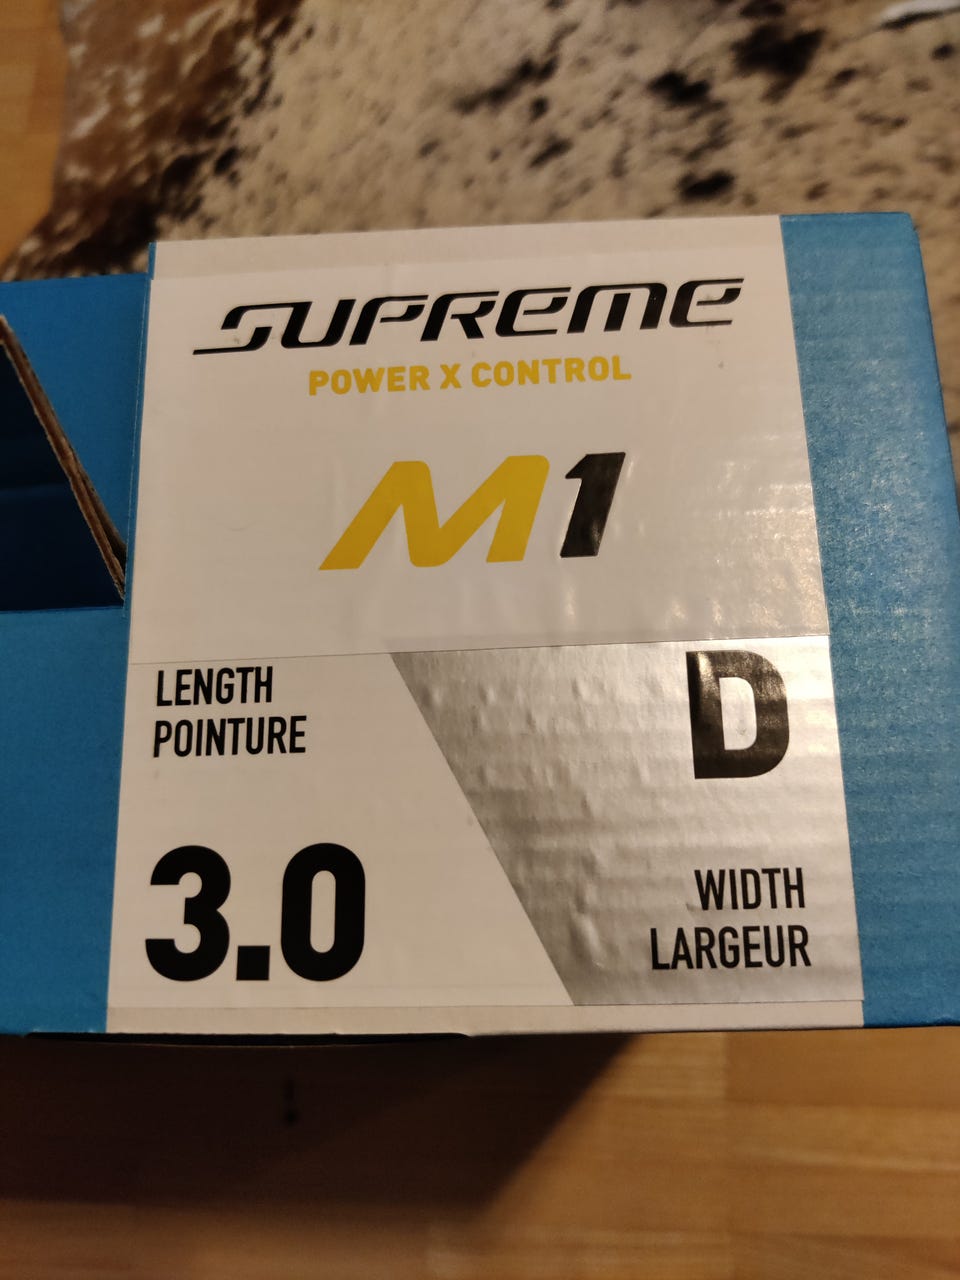 SUPREME
POWER X CONTROL
M1
LENGTH
POINTURE
3.0
D
WIDTH
LARGEUR